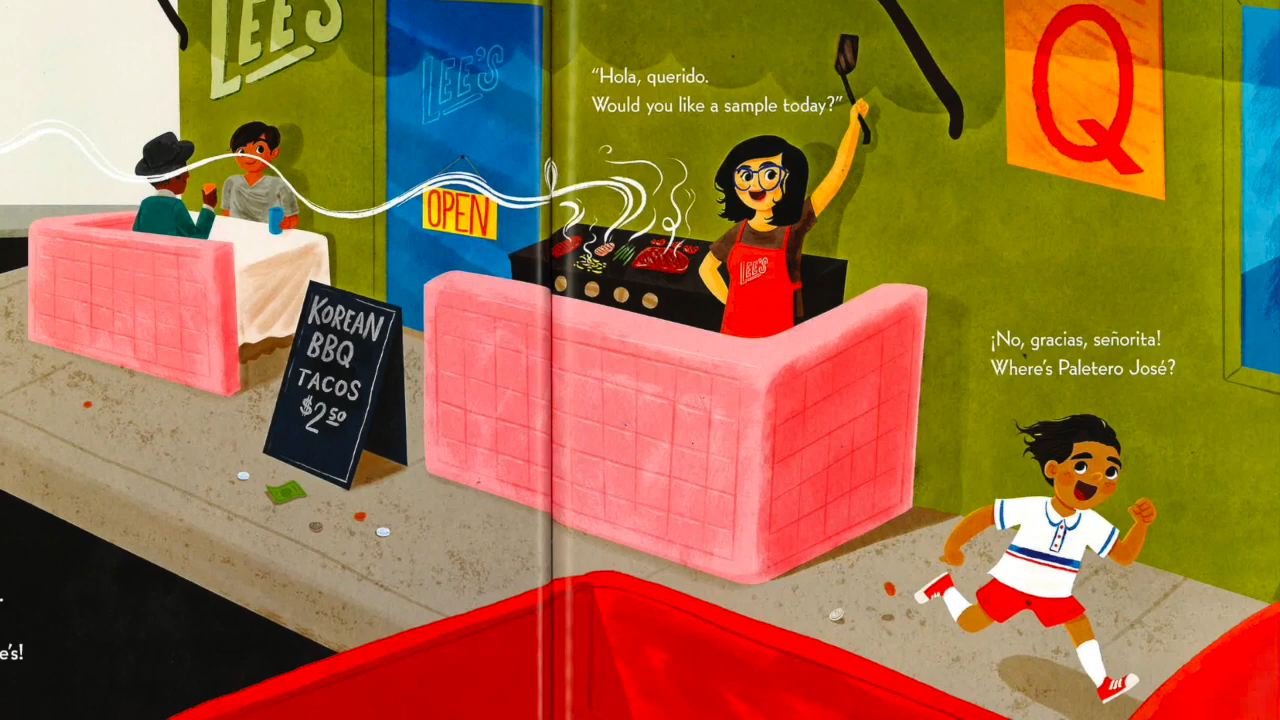 LEE'S
LEE'S
OPEN
"Hola, querido.
Would you like a sample today?"
LEE'S
KOREAN
BBQ
TACOS
$2.50
Q
¡No, gracias, señorita!
Where's Paletero José?
e's!